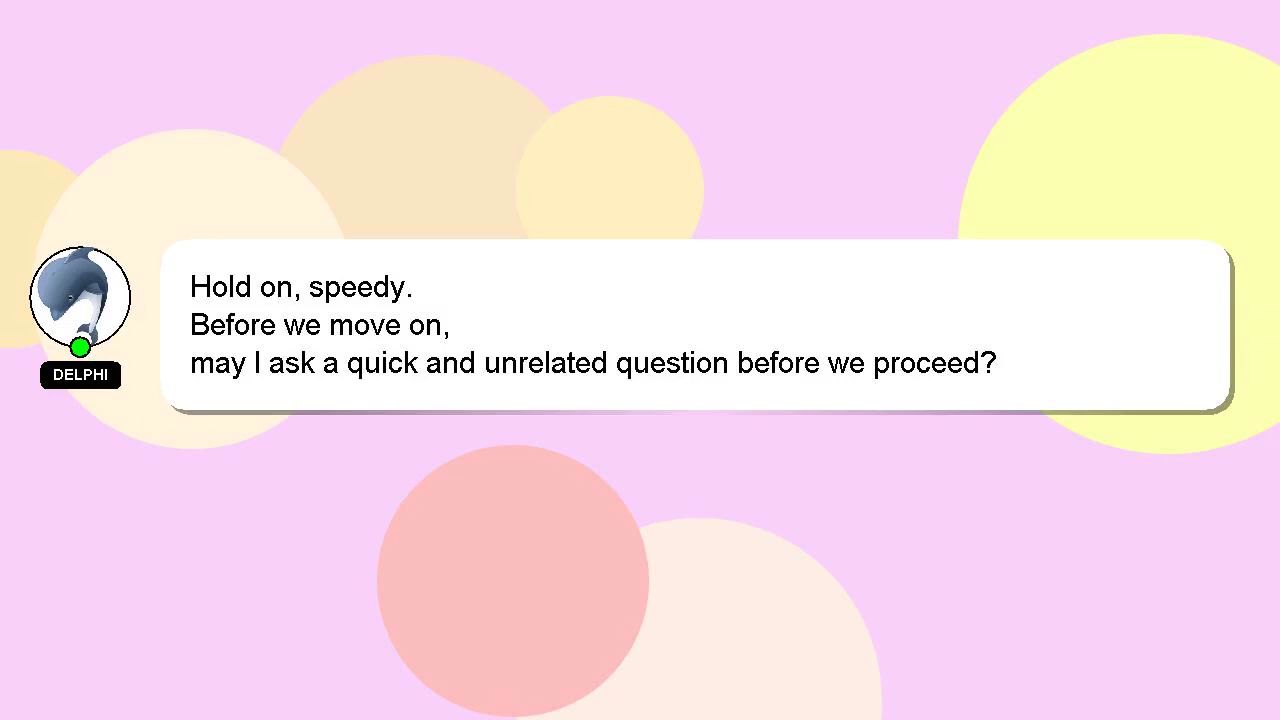 Hold on, speedy.
Before we move on,
may I ask a quick and unrelated question before we proceed?
DELPHI